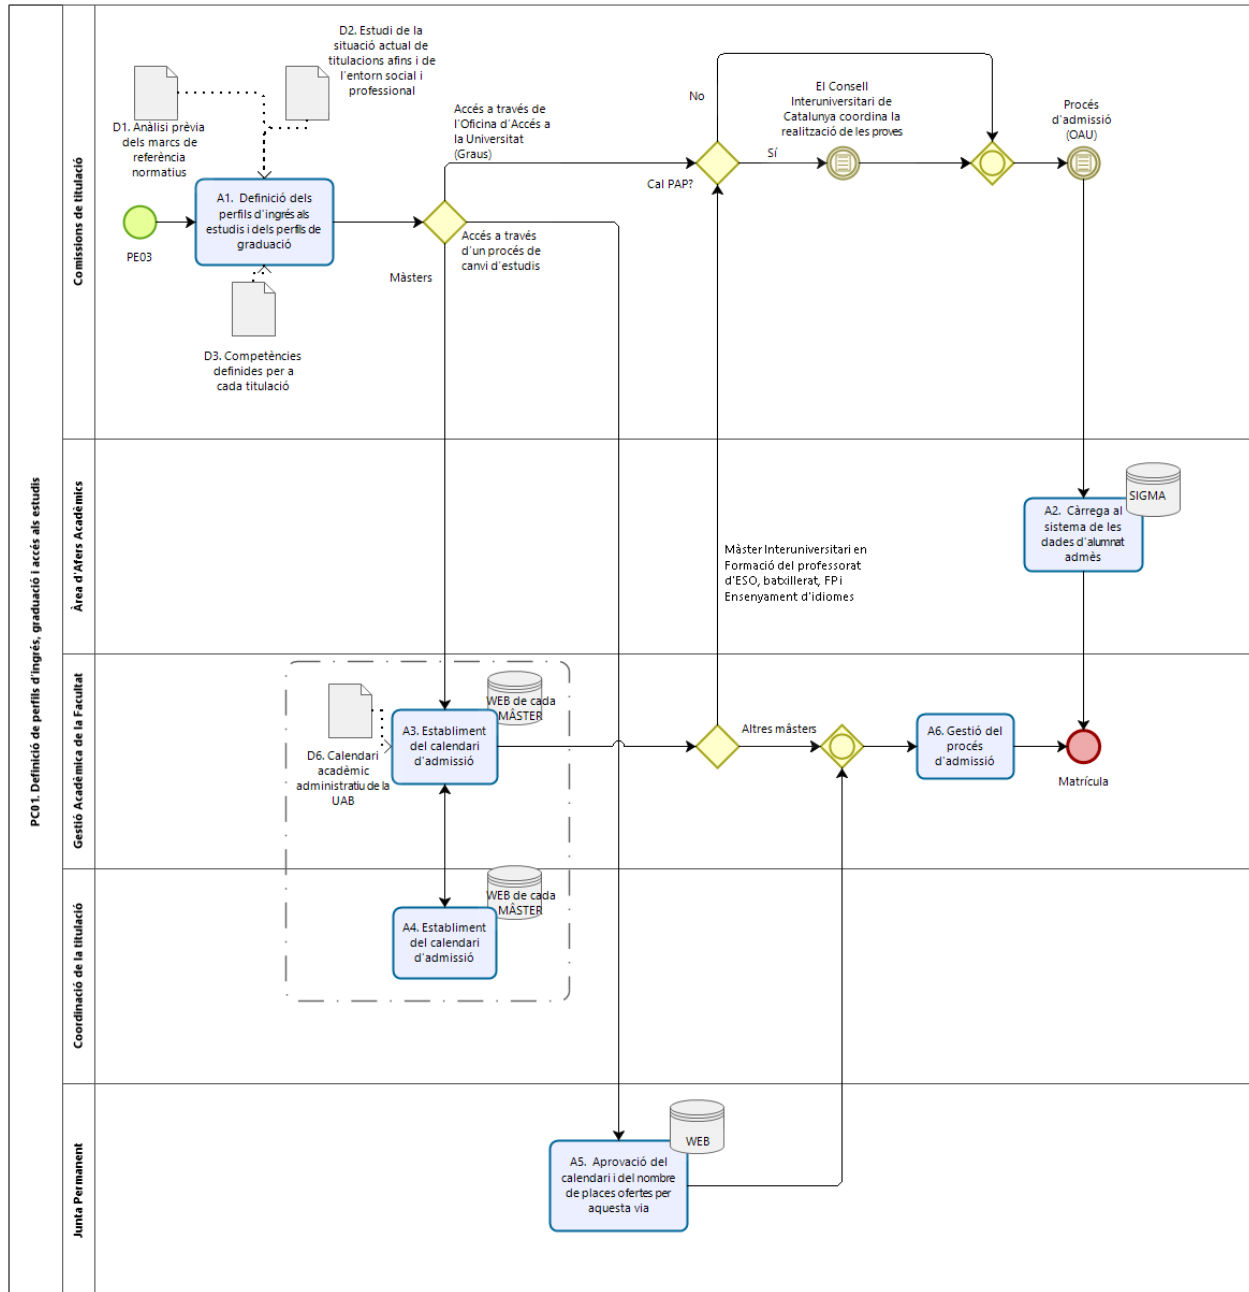 PC01. Definició de perfils d'ingrés, graduació i accés als estudis
Comissions de titulació
D2. Estudi de la
situació actual de
titulacions afins i de
l'entorn social i
professional
D1. Anàlisi prèvia
dels marcs de
referència
normatius
A1. Definició dels
perfils d'ingrés als
estudis i dels perfils de
graduació
PE03
D3. Competències
definides per a
cada titulació
Accés a través de
l'Oficina d'Accés a
la Universitat
(Graus)
Accés a través
d'un procés de
canvi d'estudis
Màsters
No
Cal PAP?
Sí
El Consell
Interuniversitari de
Catalunya coordina la
realització de les proves
Procés
d'admissió
(OAU)
Àrea d'Afers Acadèmics
SIGMA
A2. Càrrega al
sistema de les
dades d'alumnat
admès
Màster Interuniversitari en
Formació del professorat
d'ESO, batxillerat, FP i
Ensenyament d'idiomes
Gestió Acadèmica de la Facultat
WEB de cada
MÀSTER
A3. Establiment
del calendari
d'admissió
D6. Calendari
acadèmic
administratiu de la
UAB
Altres màsters
A6. Gestió del
procés
d'admissió
Matrícula
Coordinació de la titulació
WEB de cada
MÀSTER
A4. Establiment
del calendari
d'admissió
Junta Permanent
WEB
A5. Aprovació del
calendari i del nombre
de places ofertes per
aquesta via